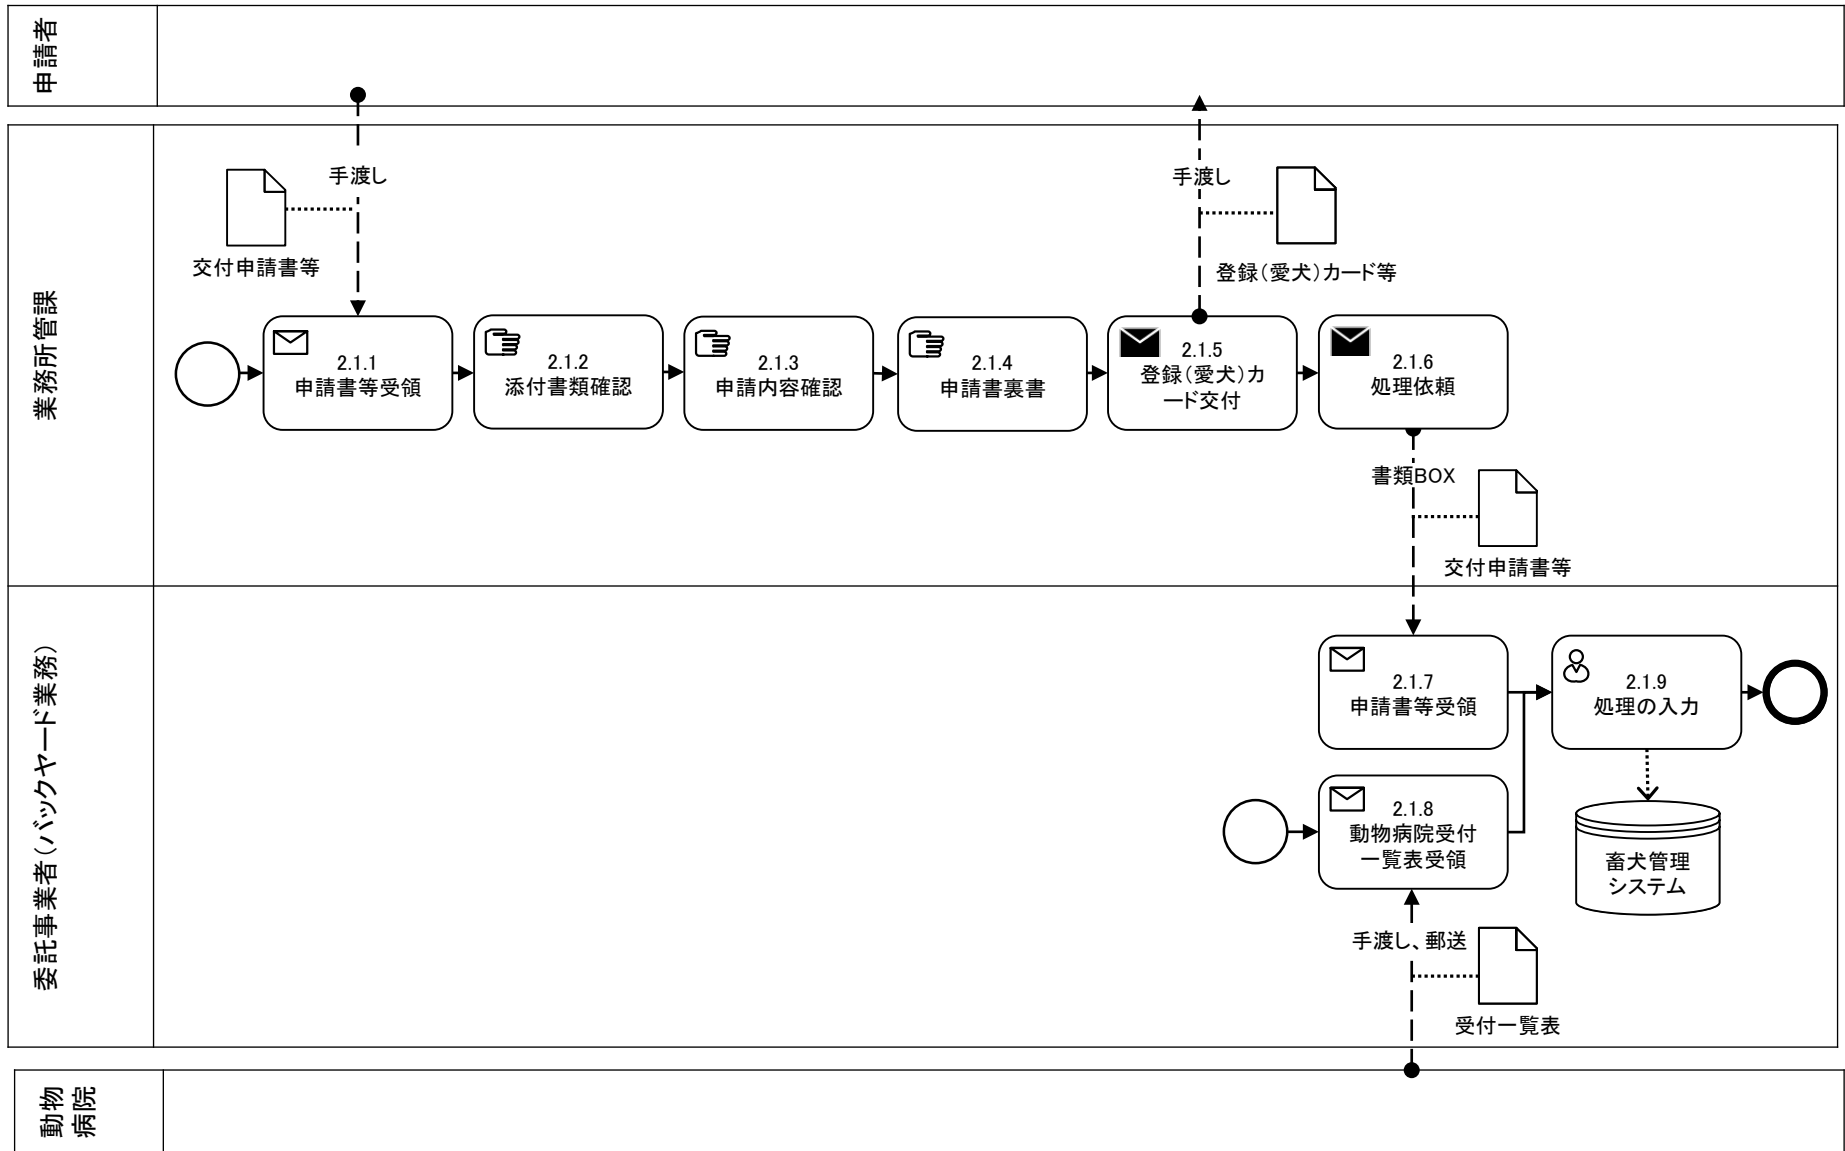 申請者
手渡し
交付申請書等
手渡し
登録（愛犬）カード等
業務所管課
2.1.1
申請書等受領
2.1.2
添付書類確認
2.1.3
申請内容確認
2.1.4
申請書裏書
2.1.5
登録（愛犬）カ
ード交付
2.1.6
処理依頼
書類BOX
交付申請書等
委託事業者（バックヤード業務）
2.1.7
申請書等受領
2.1.9
処理の入力
2.1.8
動物病院受付
一覧表受領
畜犬管理
システム
手渡し、郵送
受付一覧表
動物
病院